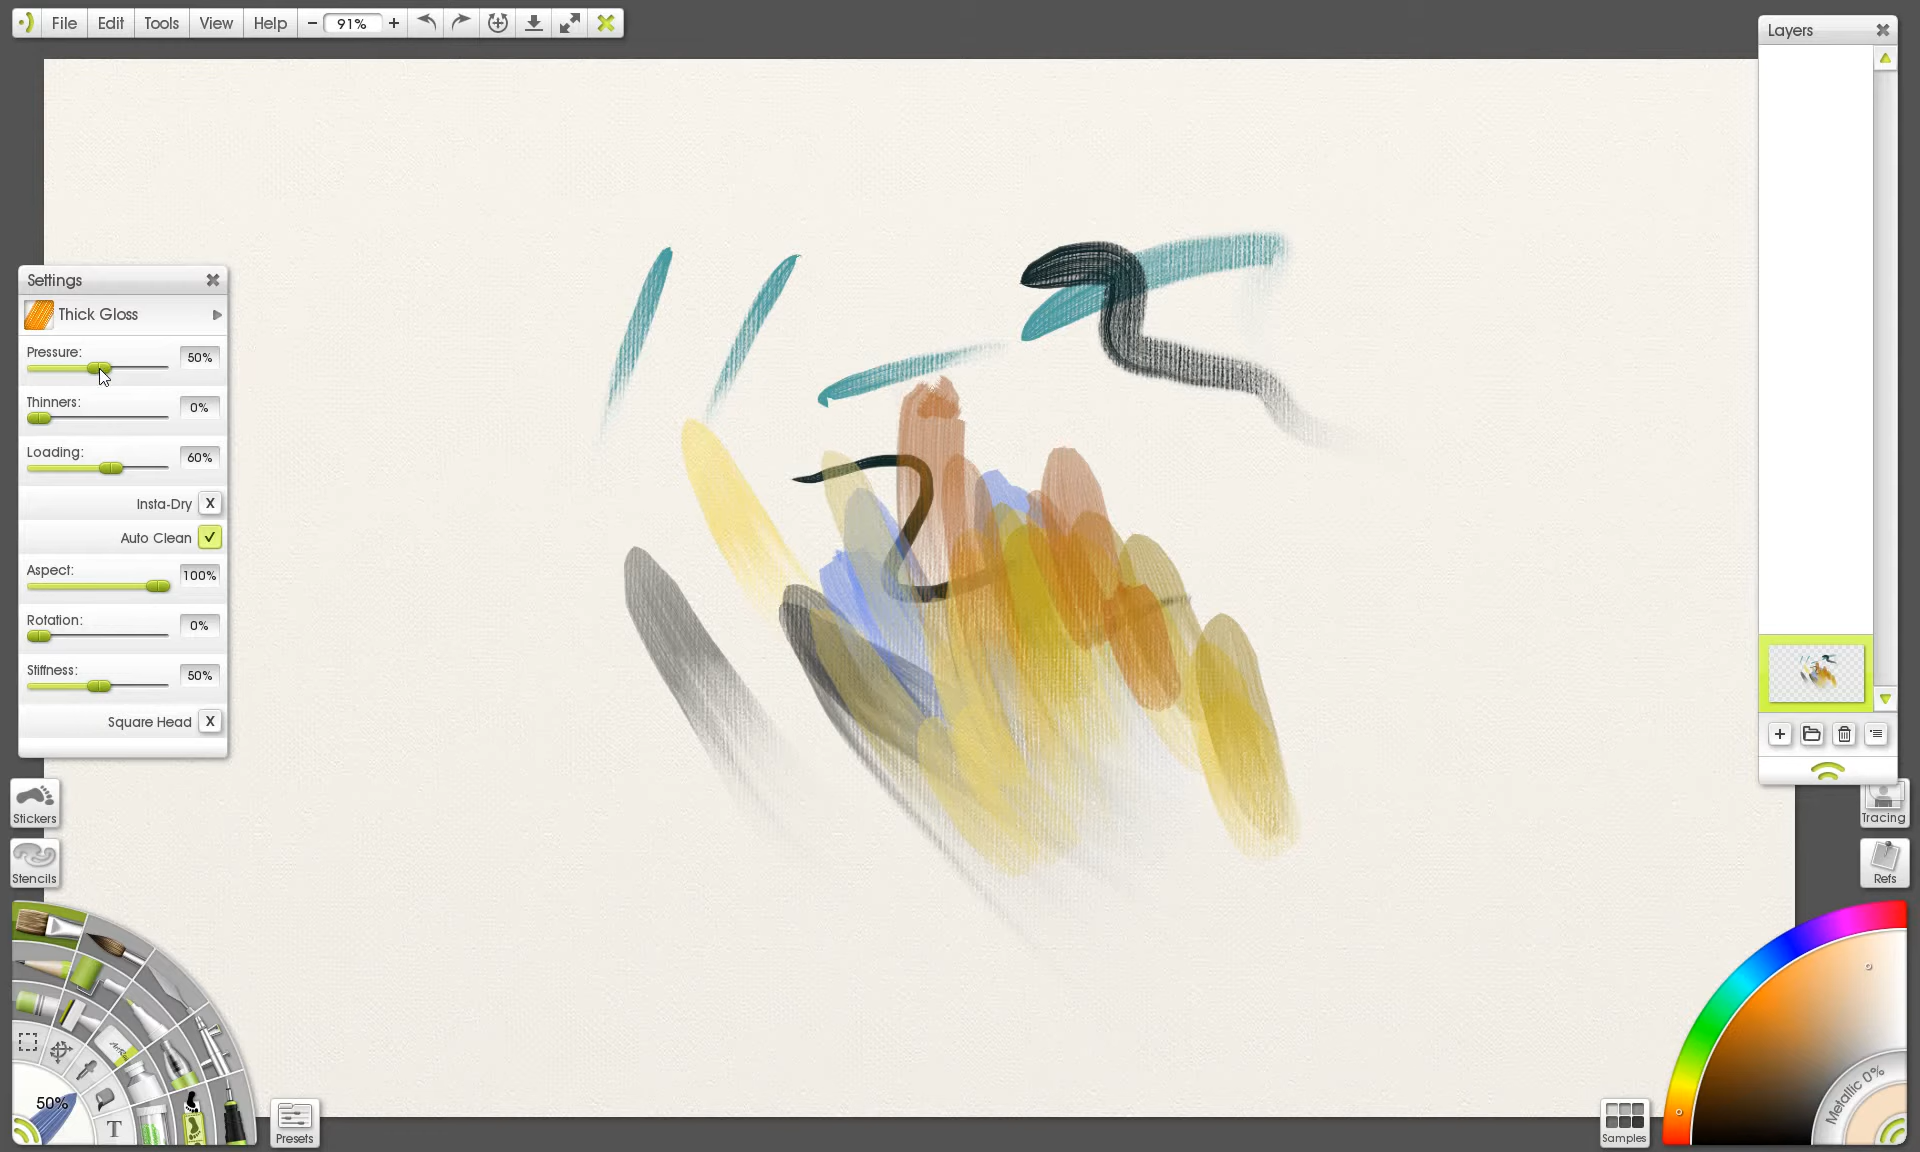 File Edit Tools View Help − 91% +
Layers
Settings
Thick Gloss
Pressure: 50%
Thinners: 0%
Loading: 60%
Insta-Dry X
Auto Clean
Aspect: 100%
Rotation: 0%
Stiffness: 50%
Square Head X
Stickers
Stencils
Tracing
Refs
50%
T
Presets
Samples
Metallic 0%